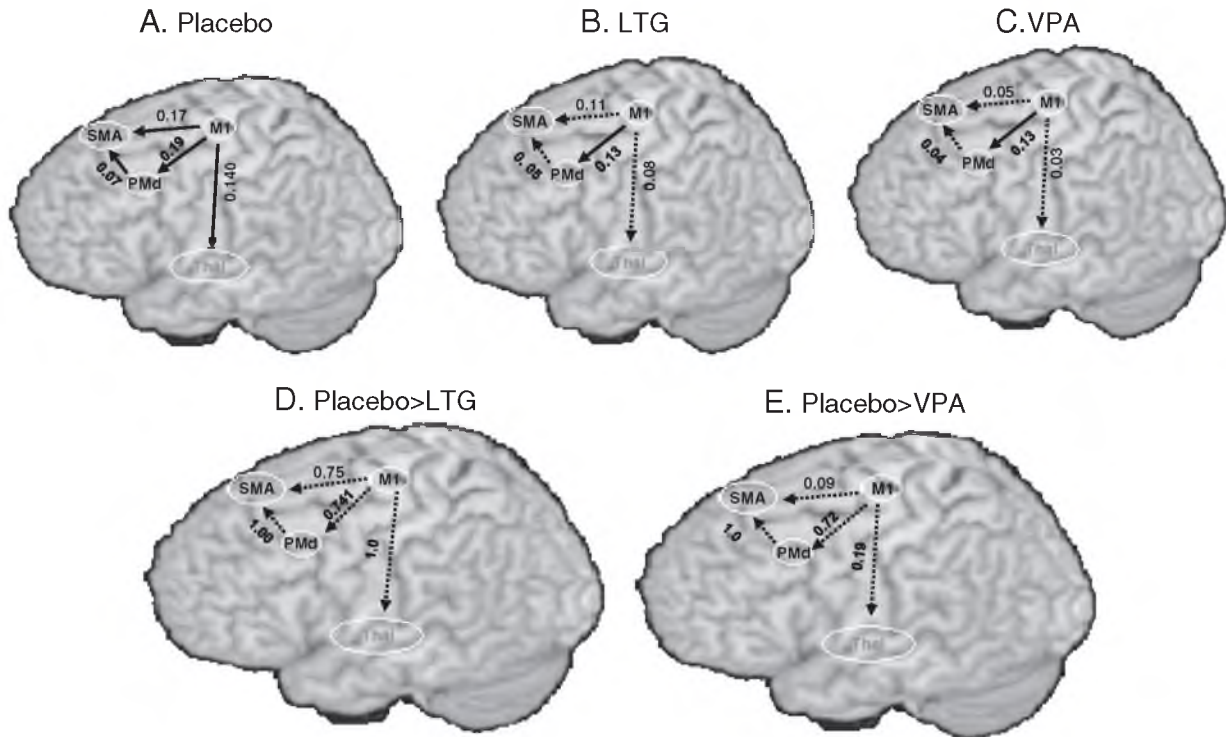 A. Placebo
B. LTG
C.VPA
0.17
SMA
M1
0.19
0.07
PMd
0.140
Thal
0.11
SMA
M1
0.13
0.05
PMd
0.08
Thal
0.05
SMA
M1
0.13
0.04
PMd
0.03
Thal
D. Placebo>LTG
E. Placebo>VPA
0.75
SMA
M1
0.741
1.00
PMd
1.0
Thal
0.09
SMA
M1
0.72
1.0
PMd
0.19
Thal